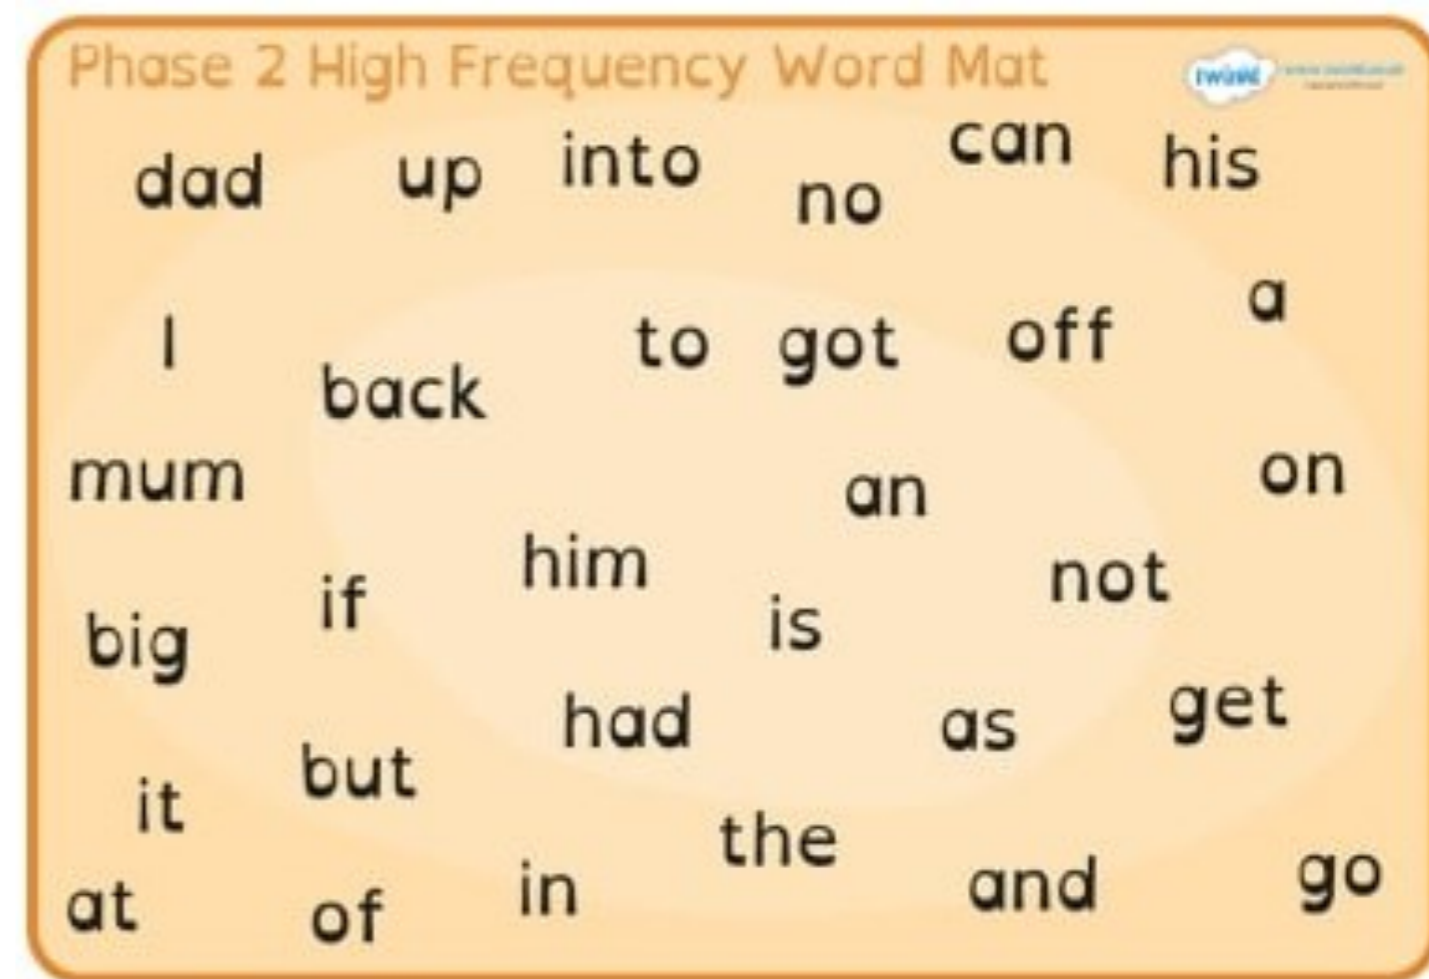 Phase 2 High Frequency Word Mat
twinkl
dad up into no can his
I back to got off a
mum an on
big if him is not
had as get
it but the
at of in and go